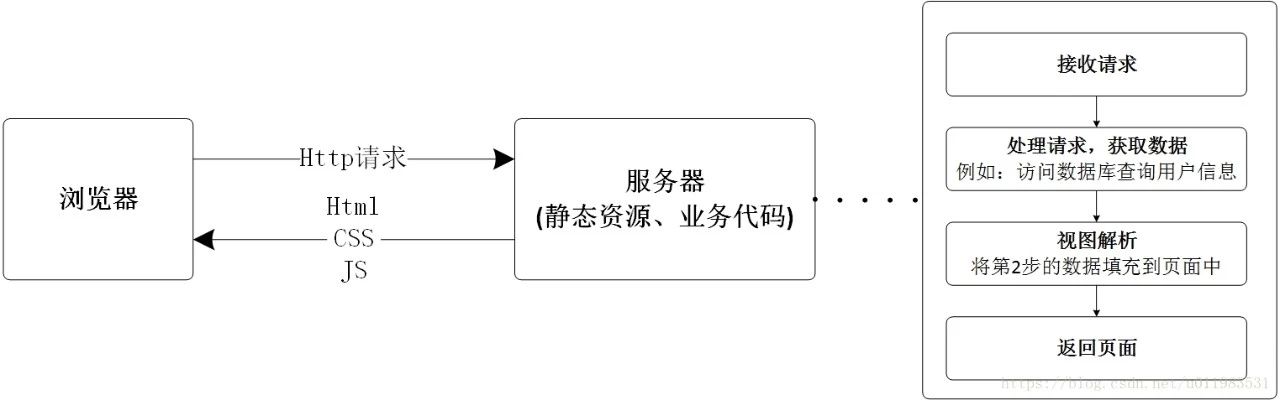 浏览器
Http请求
Html
CSS
JS
服务器
(静态资源、业务代码)
接收请求
处理请求，获取数据
例如：访问数据库查询用户信息
视图解析
将第2步的数据填充到页面中
返回页面
https://blog.csdn.net/u011983531